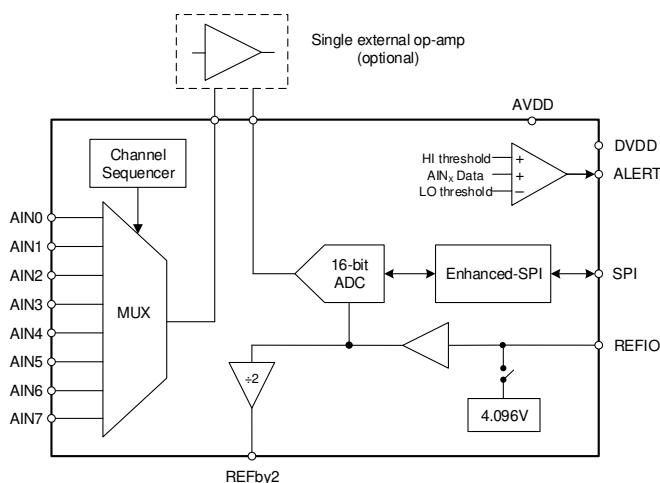 Single external op-amp
(optional)
AVDD
DVDD
Channel
Sequencer
HI threshold
+
AINx Data
+
LO threshold
−
ALERT
AIN0
AIN1
AIN2
AIN3
AIN4
AIN5
AIN6
AIN7
MUX
16-bit
ADC
Enhanced-SPI
SPI
REFIO
÷2
4.096V
REFby2